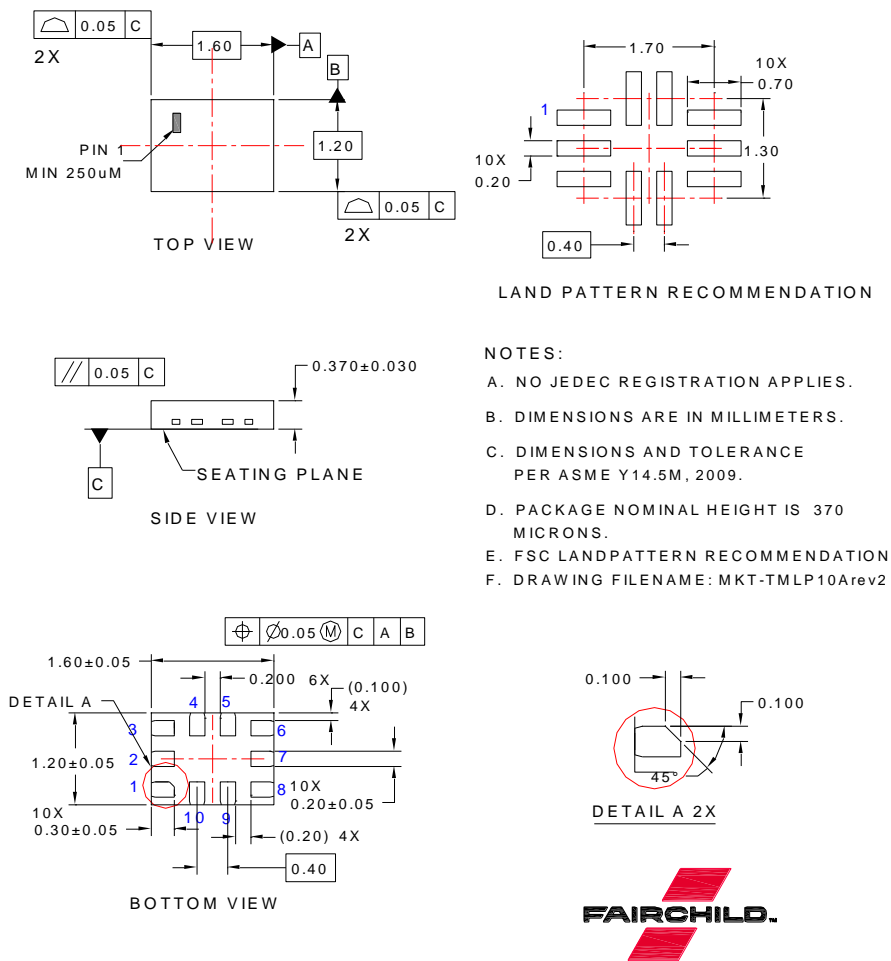 0.05 C
2X
1.60
A
B
PIN 1
MIN 250uM
1.20
0.05 C
2X
TOP VIEW
1.70
10X
0.70
1
10X
0.20
1.30
0.40
LAND PATTERN RECOMMENDATION
// 0.05 C
0.370±0.030
C
SEATING PLANE
SIDE VIEW
NOTES:
A. NO JEDEC REGISTRATION APPLIES.
B. DIMENSIONS ARE IN MILLIMETERS.
C. DIMENSIONS AND TOLERANCE
PER ASME Y14.5M, 2009.
D. PACKAGE NOMINAL HEIGHT IS 370
MICRONS.
E. FSC LANDPATTERN RECOMMENDATION
F. DRAWING FILENAME: MKT-TMLP10Arev2
⌖ ∅0.05 Ⓜ C A B
1.60±0.05
0.200 6X
(0.100)
4X
DETAIL A
4 5
3 6
2 7
1 8
10 9
1.20±0.05
10X
0.30±0.05
10X
0.20±0.05
(0.20) 4X
0.40
BOTTOM VIEW
0.100
0.100
45°
DETAIL A 2X
FAIRCHILD™